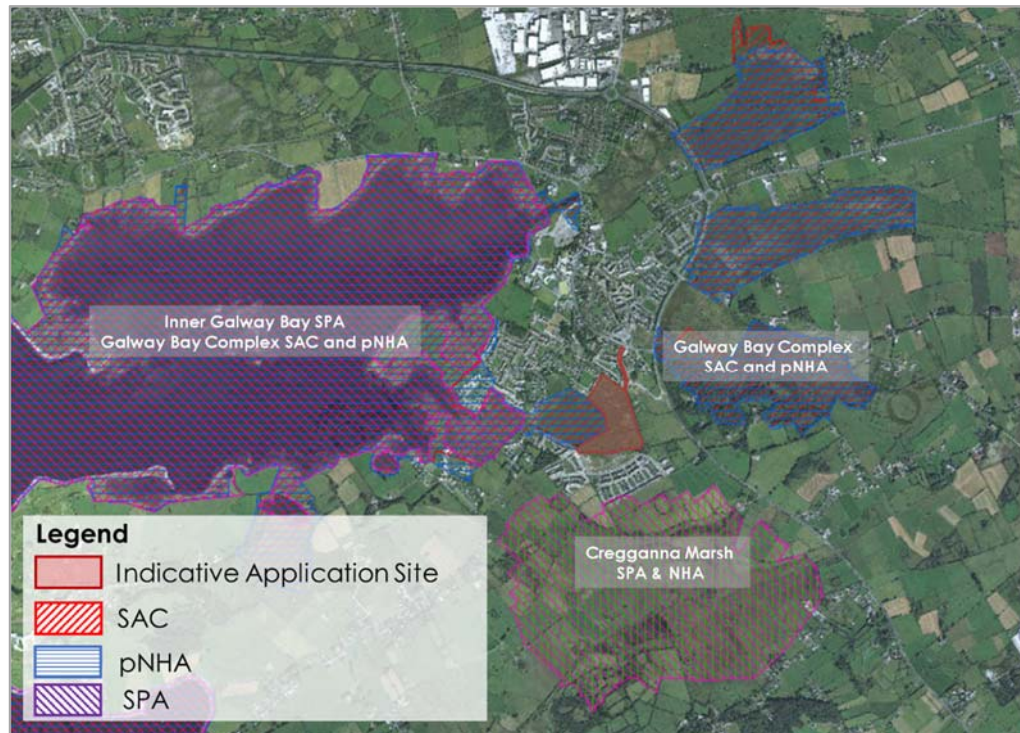 Inner Galway Bay SPA
Galway Bay Complex SAC and pNHA
Galway Bay Complex
SAC and pNHA
Cregganna Marsh
SPA & NHA
Legend
Indicative Application Site
SAC
pNHA
SPA